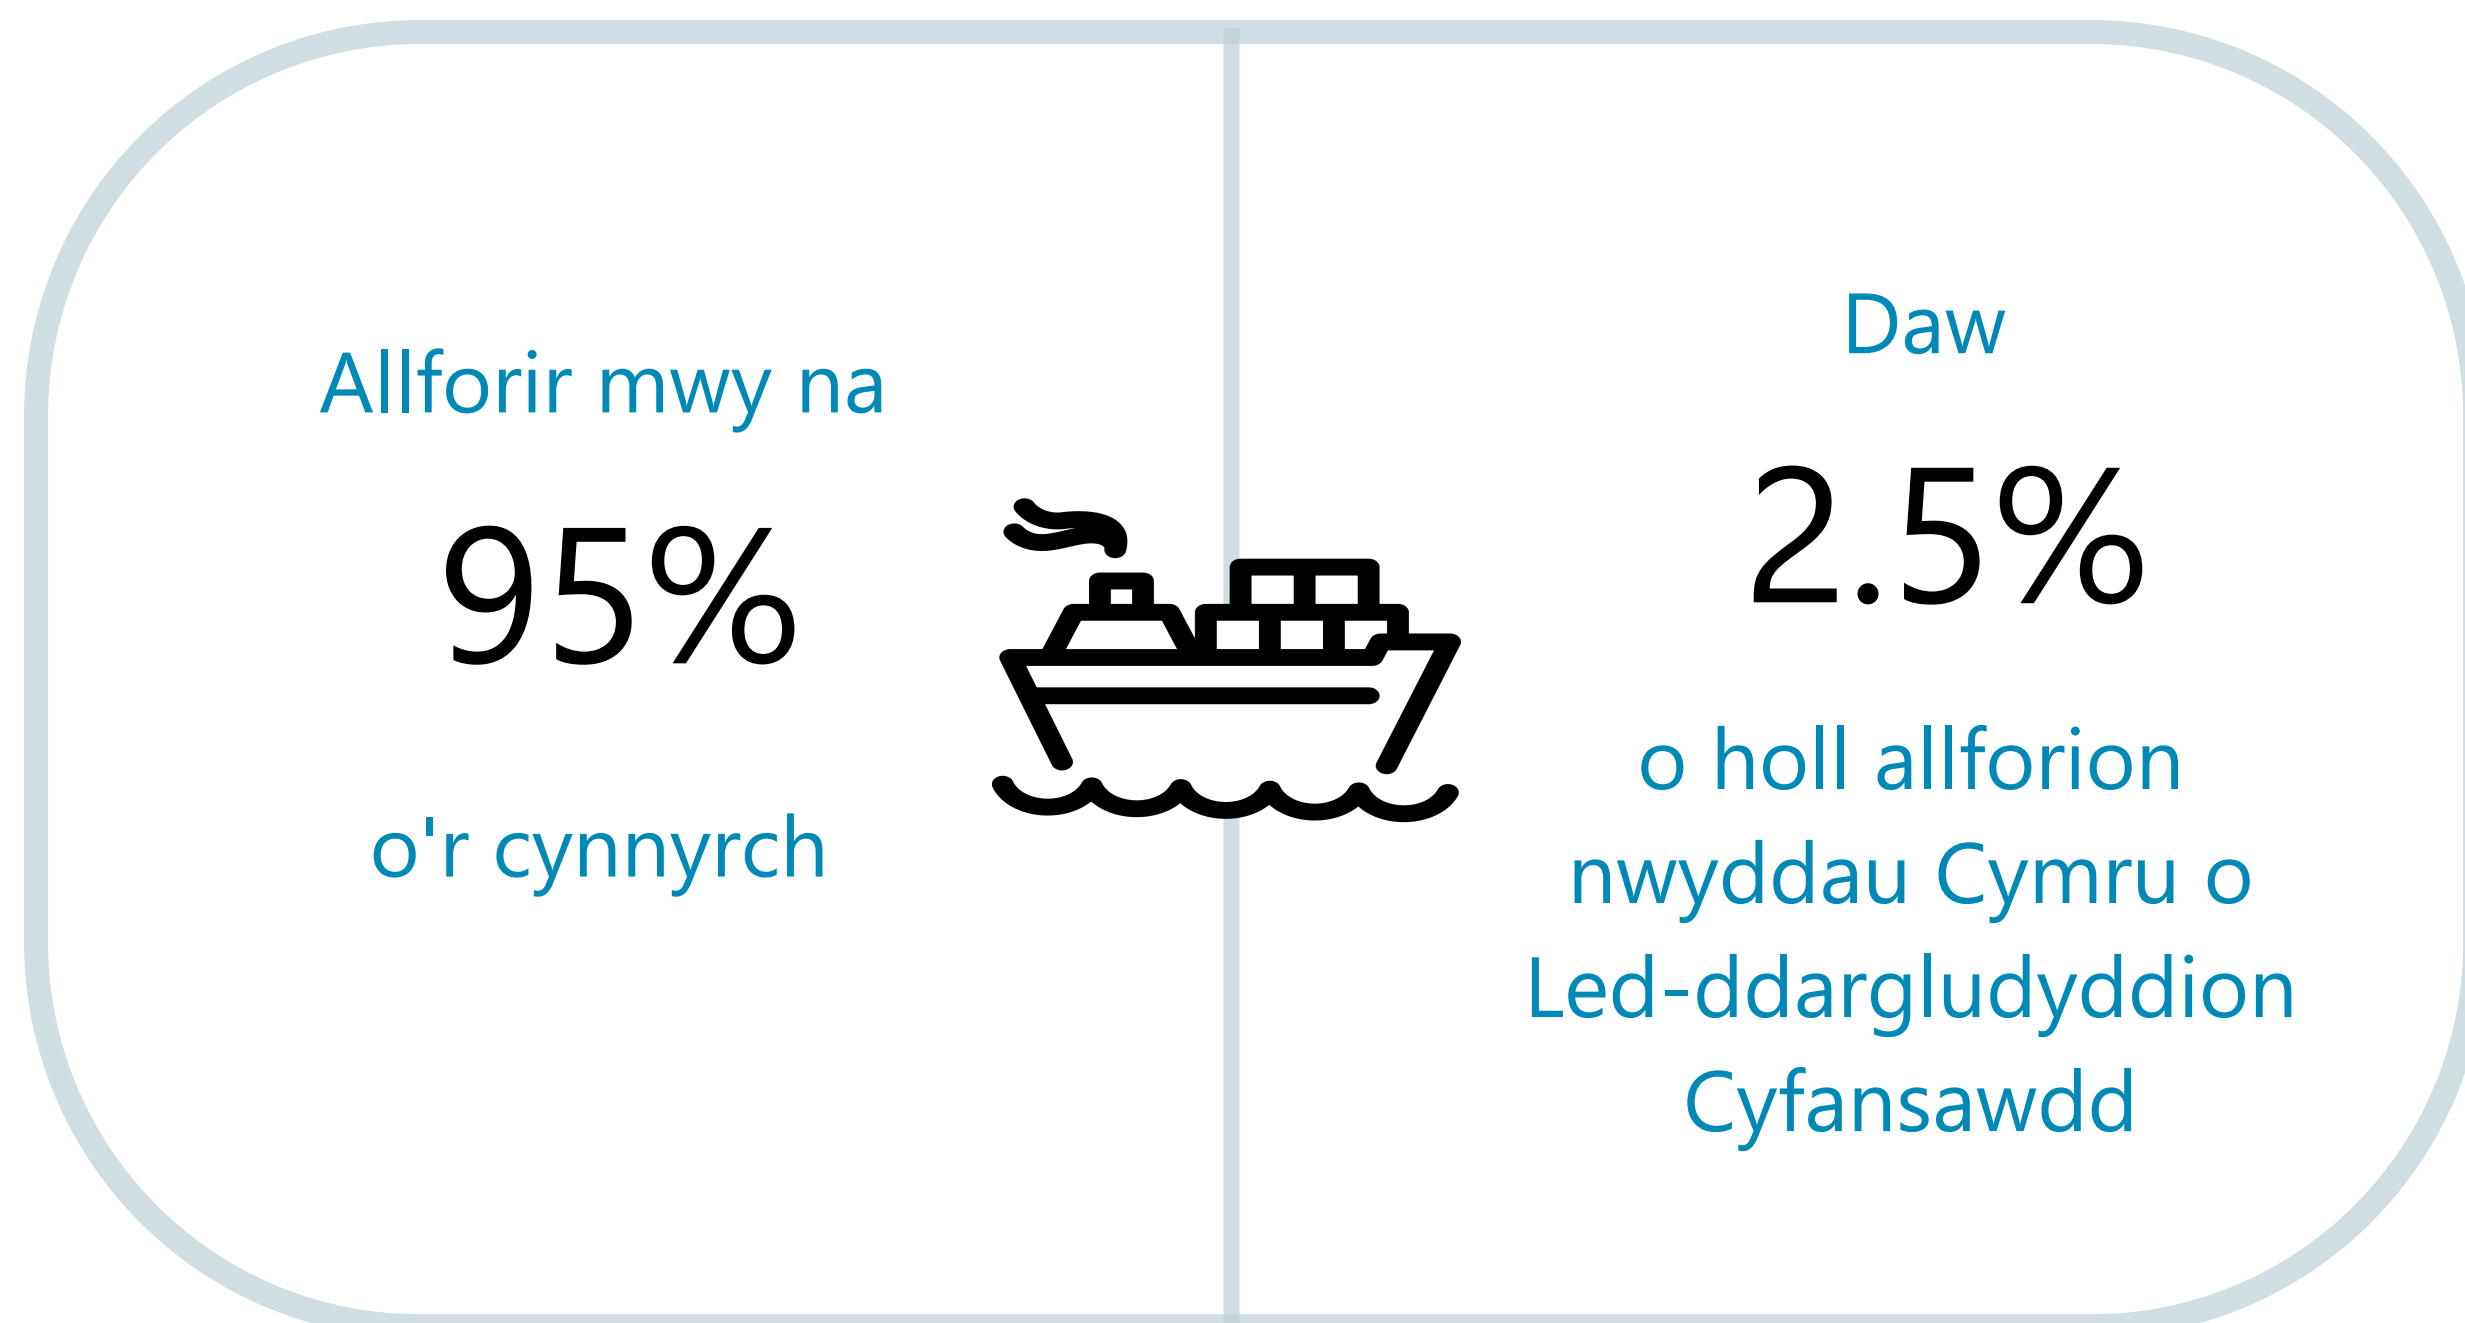 Allforir mwy na
95%
o'r cynnyrch
Daw
2.5%
o holl allforion
nwyddau Cymru o
Led-ddargludyddion
Cyfansawdd